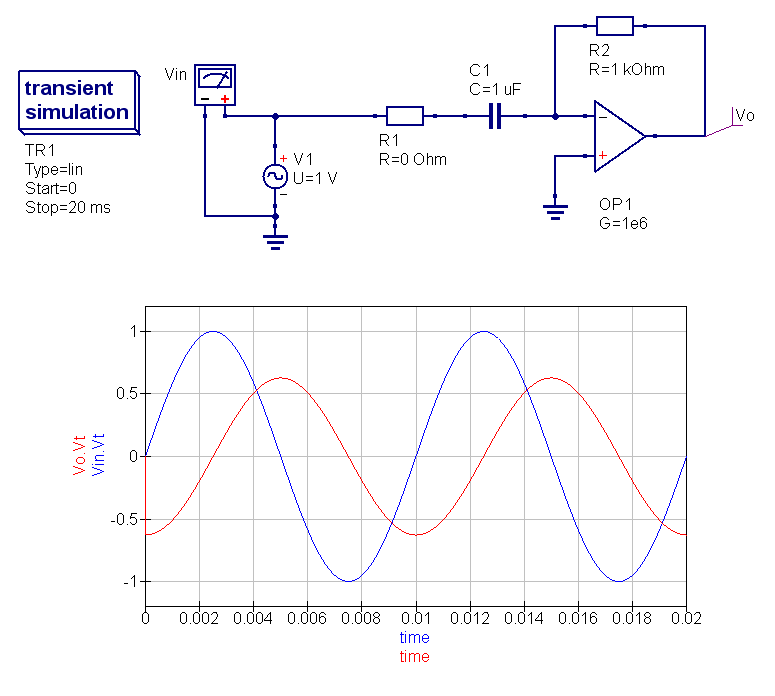 transient
simulation
TR1
Type=lin
Start=0
Stop=20 ms
Vin
− +
+
V1
U=1 V
−
R1
R=0 Ohm
C1
C=1 uF
R2
R=1 kOhm
−
+
OP1
G=1e6
Vo
Vo.Vt
Vin.Vt
1
0.5
0
-0.5
-1
0 0.002 0.004 0.006 0.008 0.01 0.012 0.014 0.016 0.018 0.02
time
time